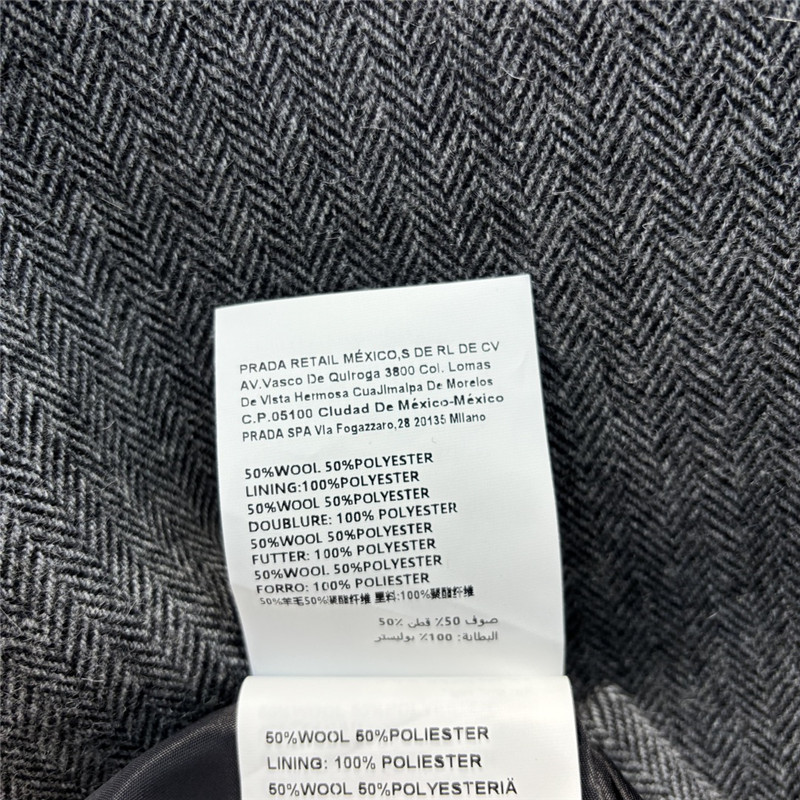 PRADA RETAIL MÉXICO,S DE RL DE CV
AV.Vasco De Quiroga 3800 Col. Lomas
De Vista Hermosa CuaJImalpa De Morelos
C.P.05100 Ciudad De México-México
PRADA SPA VIa Fogazzaro,28 20135 MIlano
50%WOOL 50%POLYESTER
LINING:100%POLYESTER
50%WOOL 50%POLYESTER
DOUBLURE: 100% POLYESTER
50%WOOL 50%POLYESTER
FUTTER: 100% POLYESTER
50%WOOL 50%POLYESTER
FORRO: 100% POLIESTER
50%羊毛50%聚酯纤维 里料:100%聚酯纤维
صوف 50٪ قطن 50٪
البطانة: 100٪ بوليستر
50%WOOL 50%POLIESTER
LINING: 100% POLIESTER
50%WOOL 50%POLYESTERIÄ